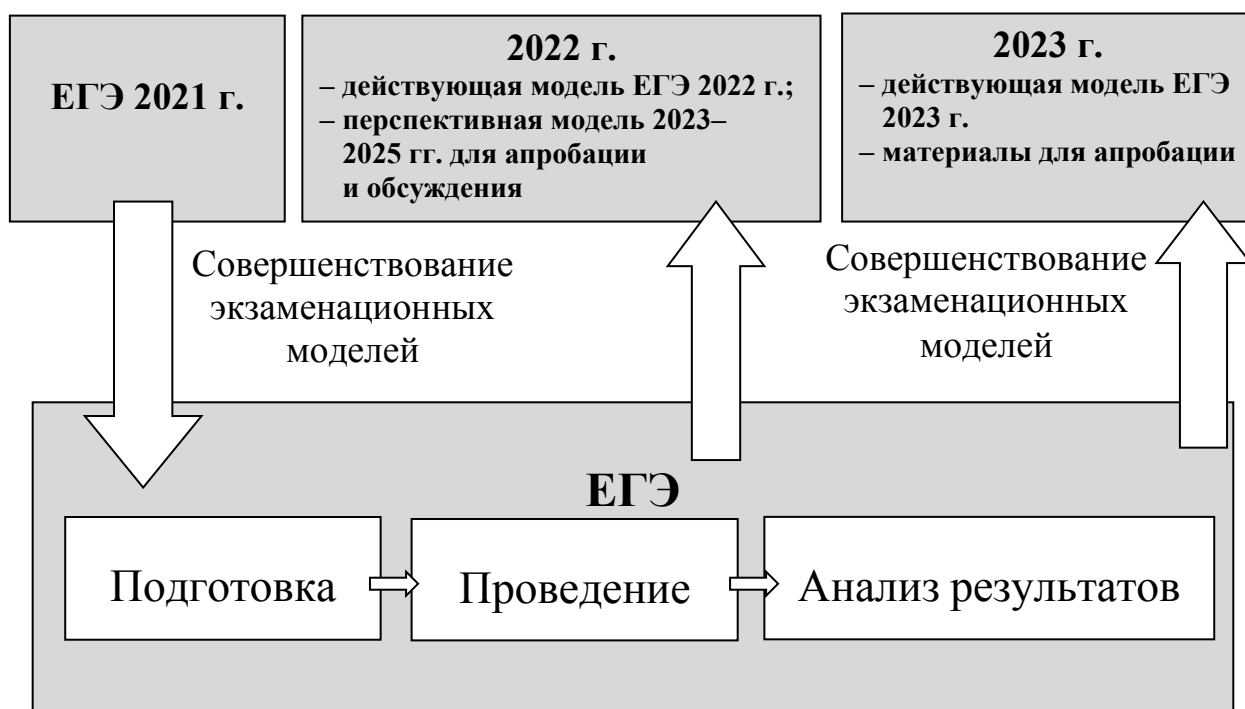 ЕГЭ 2021 г.
2022 г.
– действующая модель ЕГЭ 2022 г.;
– перспективная модель 2023–
2025 гг. для апробации
и обсуждения
2023 г.
– действующая модель ЕГЭ
2023 г.
– материалы для апробации
Совершенствование
экзаменационных
моделей
Совершенствование
экзаменационных
моделей
ЕГЭ
Подготовка
Проведение
Анализ результатов